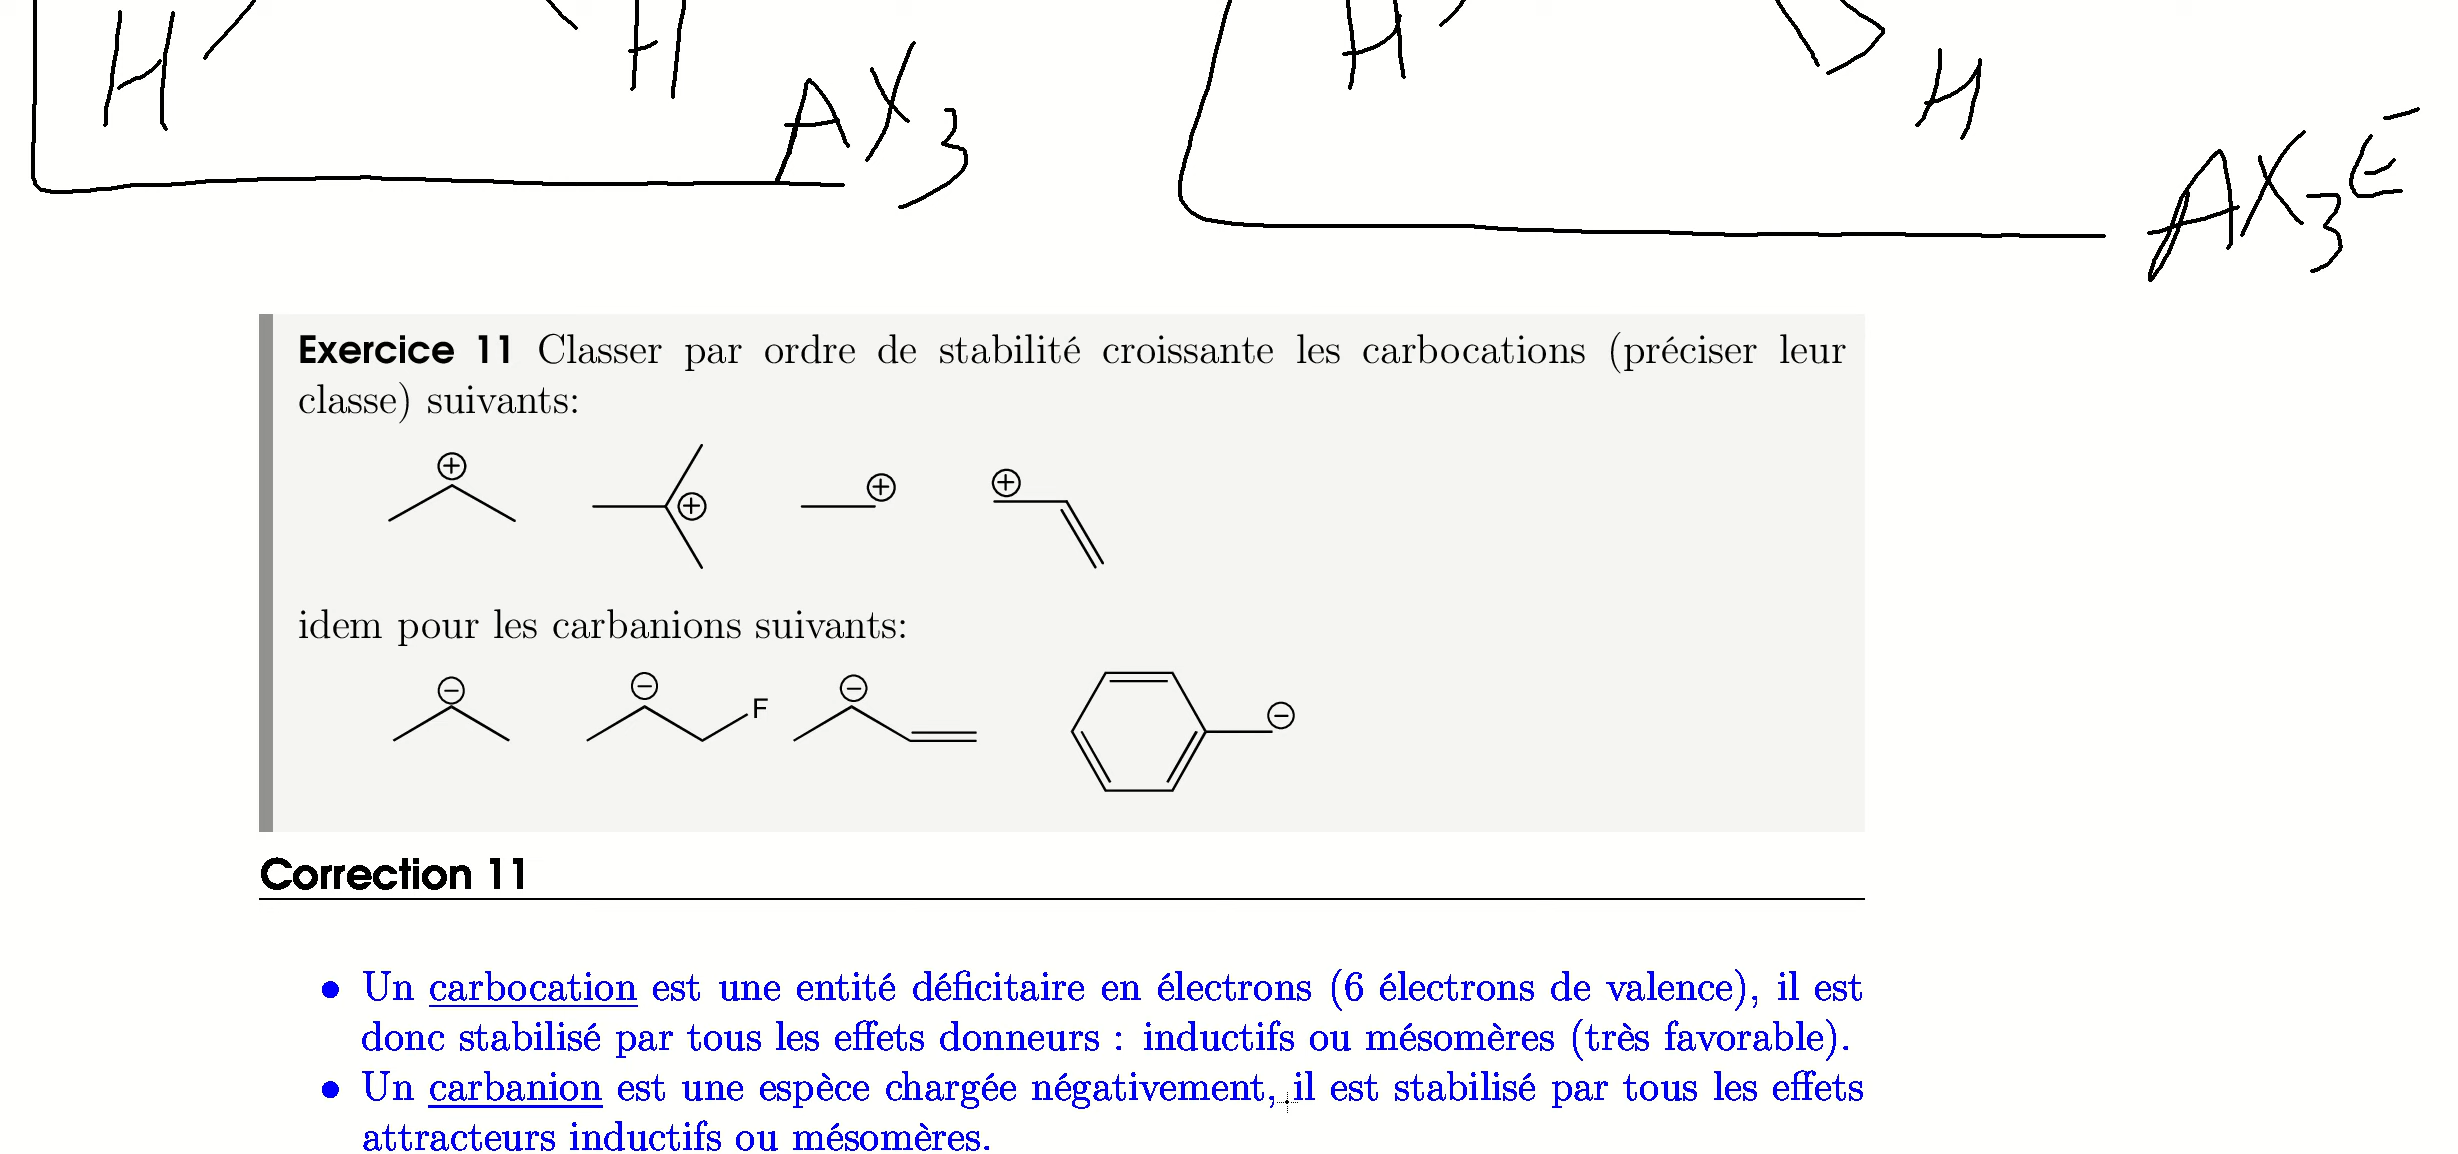 H H AX3
H H AX3E
Exercice 11 Classer par ordre de stabilité croissante les carbocations (préciser leur
classe) suivants:
⊕ ⊕ ⊕ ⊕
idem pour les carbanions suivants:
⊖ ⊖ F ⊖ ⊖
Correction 11
• Un carbocation est une entité déficitaire en électrons (6 électrons de valence), il est
donc stabilisé par tous les effets donneurs : inductifs ou mésomères (très favorable).
• Un carbanion est une espèce chargée négativement, il est stabilisé par tous les effets
attracteurs inductifs ou mésomères.